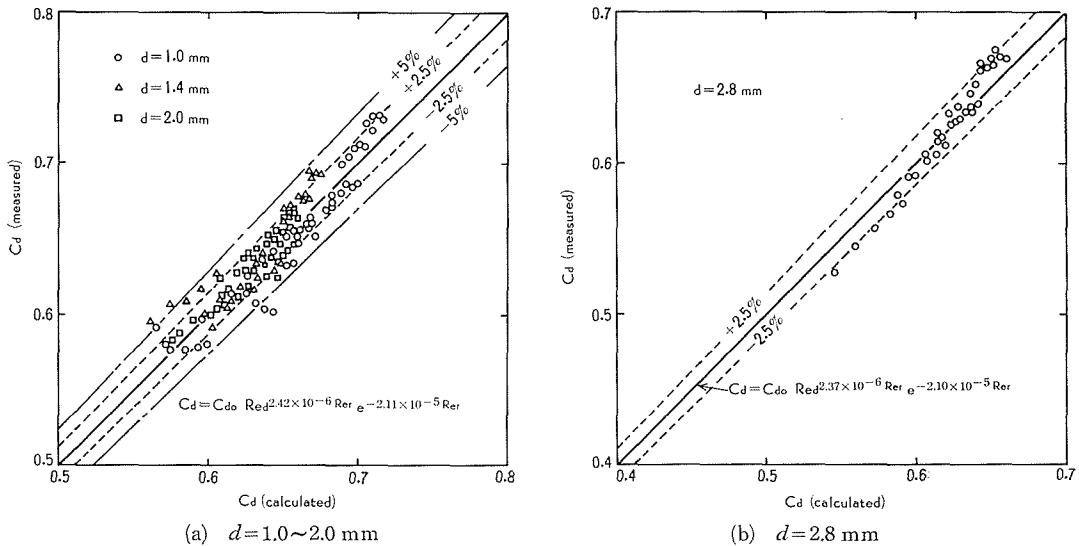 0.8
0.7
0.6
0.5
Cd (measured)
○ d=1.0 mm
△ d=1.4 mm
□ d=2.0 mm
+5%
+2.5%
-2.5%
-5%
Cd=Cdo Red^2.42×10^-6 Rer e^-2.11×10^-5 Rer
0.5 0.6 0.7 0.8
Cd (calculated)
(a) d=1.0~2.0 mm
0.7
0.6
0.5
0.4
Cd (measured)
d=2.8 mm
+2.5%
-2.5%
Cd=Cdo Red^2.37×10^-6 Rer e^-2.10×10^-5 Rer
0.4 0.5 0.6 0.7
Cd (calculated)
(b) d=2.8 mm